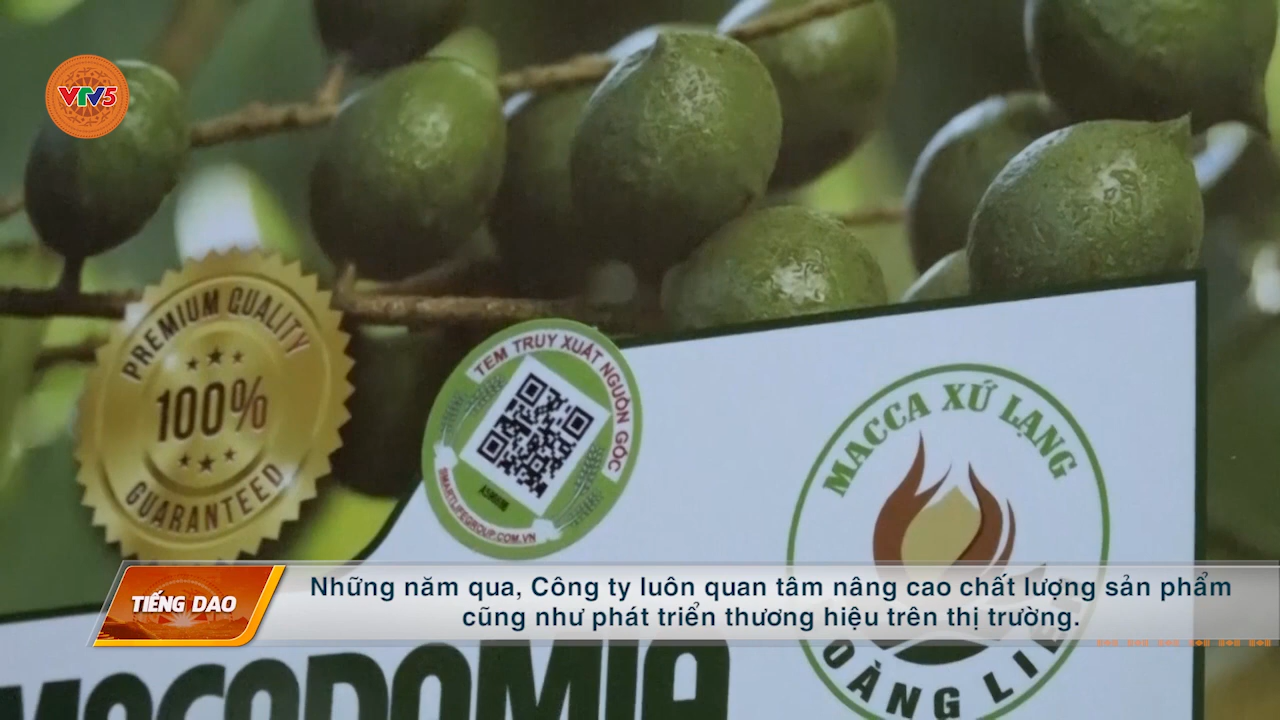 VTV5
PREMIUM QUALITY
100%
GUARANTEED
TEM TRUY XUẤT NGUỒN GỐC
SMARTLIFEGROUP.COM.VN
MACCA XỨ LẠNG
TIẾNG DAO
Những năm qua, Công ty luôn quan tâm nâng cao chất lượng sản phẩm
cũng như phát triển thương hiệu trên thị trường.